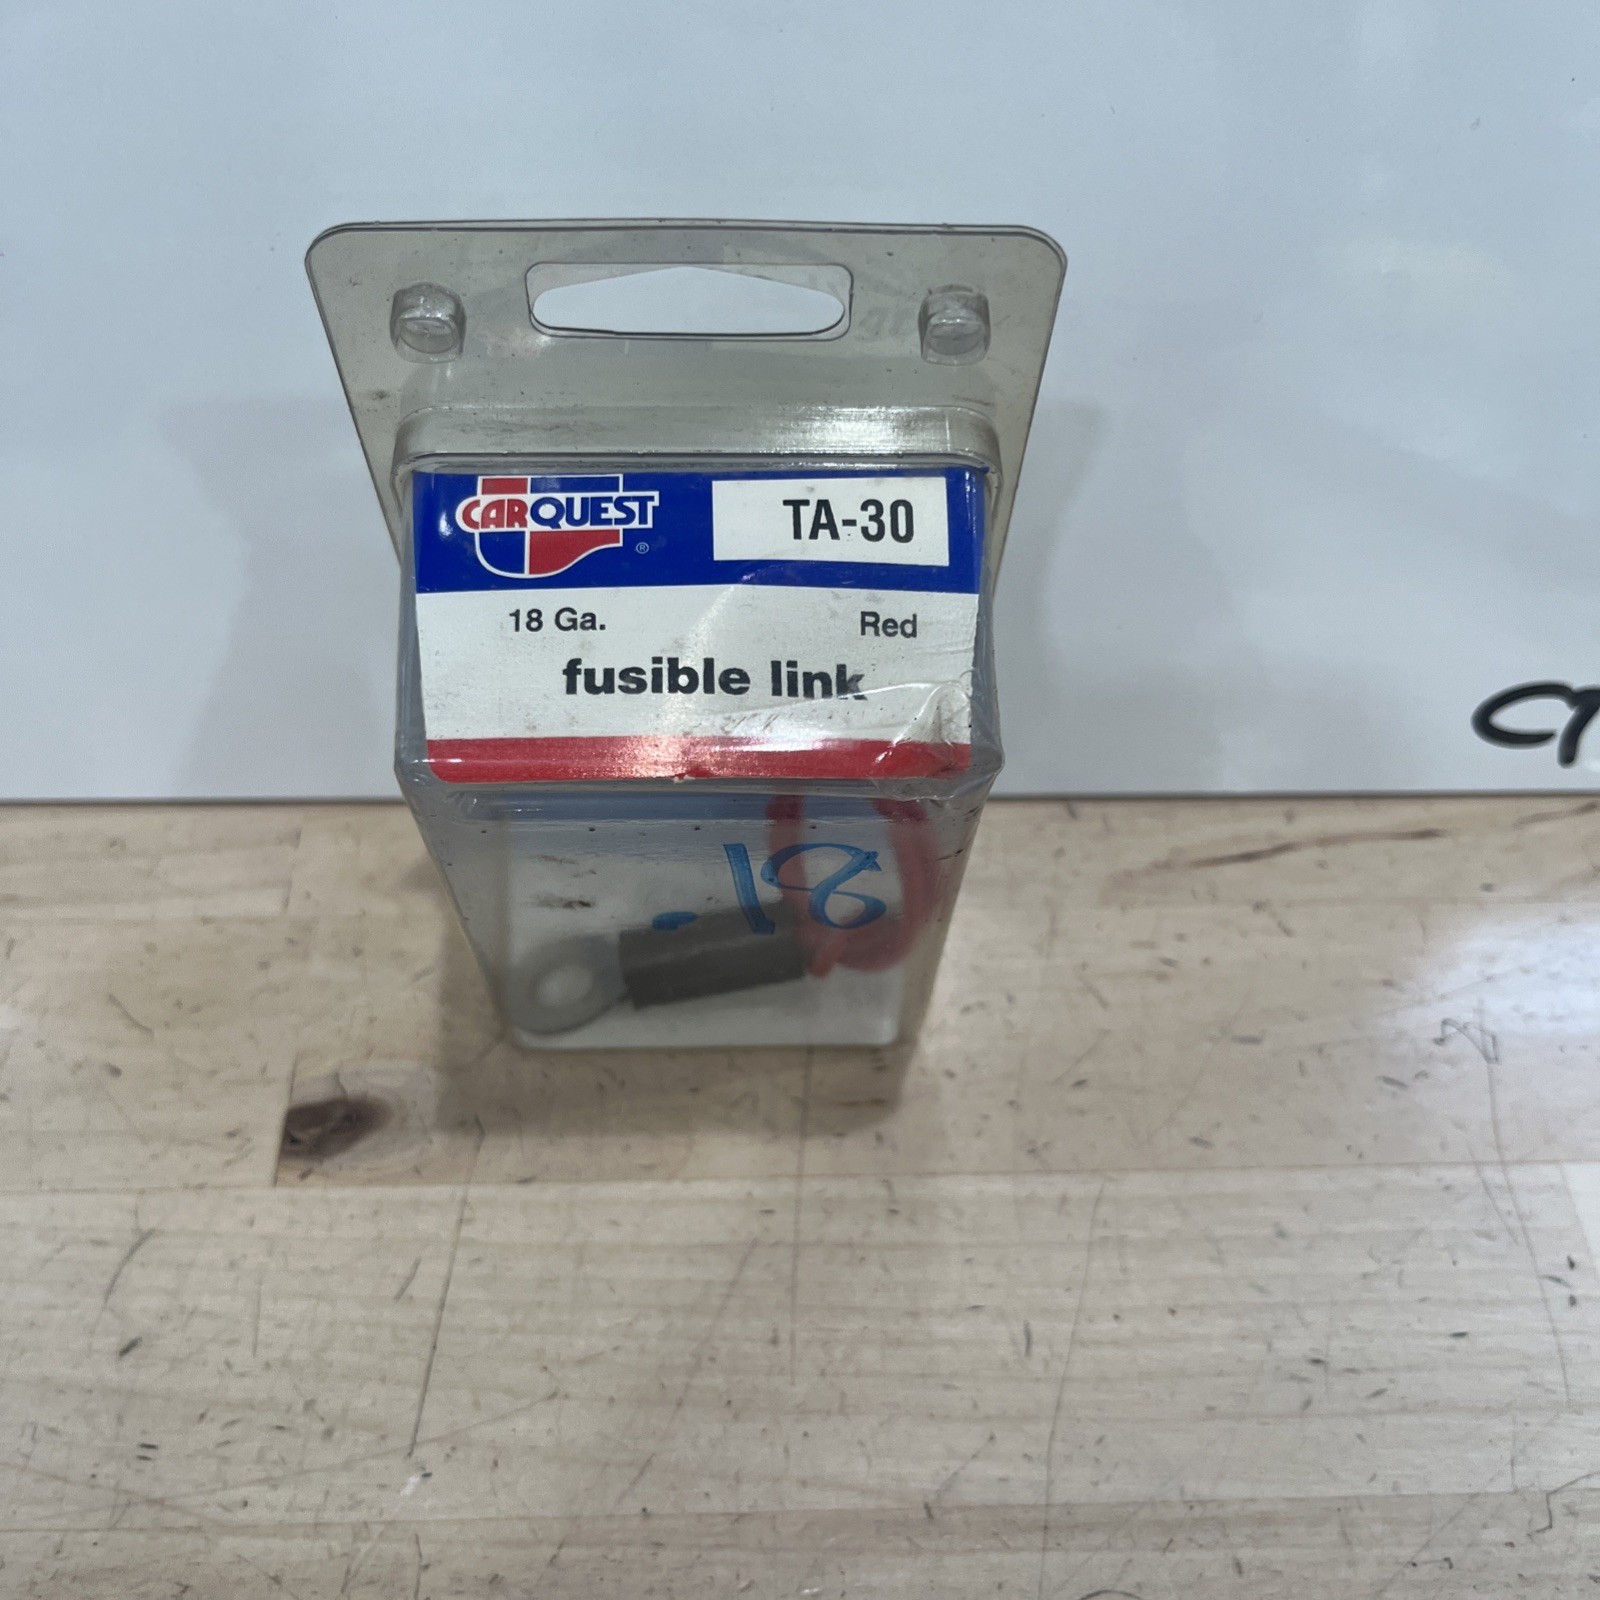 CARQUEST ®
TA-30
18 Ga. Red
fusible link
-18